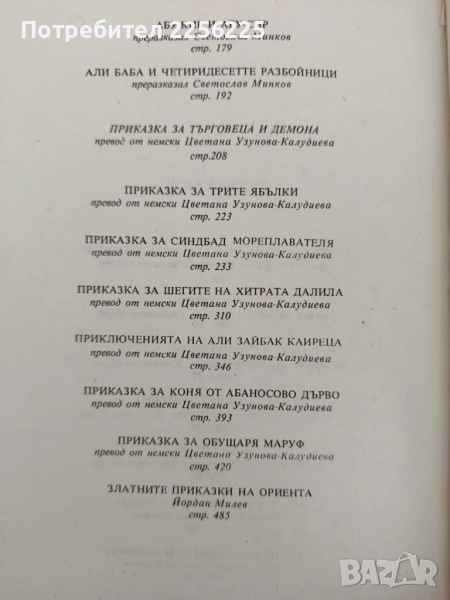 Потребител 2256226
преразказал Светослав Минков
стр. 179
АЛИ БАБА И ЧЕТИРИДЕСЕТТЕ РАЗБОЙНИЦИ
преразказал Светослав Минков
стр. 192
ПРИКАЗКА ЗА ТЪРГОВЕЦА И ДЕМОНА
превод от немски Цветана Узунова-Калудиева
стр.208
ПРИКАЗКА ЗА ТРИТЕ ЯБЪЛКИ
превод от немски Цветана Узунова-Калудиева
стр. 223
ПРИКАЗКА ЗА СИНДБАД МОРЕПЛАВАТЕЛЯ
превод от немски Цветана Узунова-Калудиева
стр. 233
ПРИКАЗКА ЗА ШЕГИТЕ НА ХИТРАТА ДАЛИЛА
превод от немски Цветана Узунова-Калудиева
стр. 310
ПРИКЛЮЧЕНИЯТА НА АЛИ ЗАЙБАК КАИРЕЦА
превод от немски Цветана Узунова-Калудиева
стр. 346
ПРИКАЗКА ЗА КОНЯ ОТ АБАНОСОВО ДЪРВО
превод от немски Цветана Узунова-Калудиева
стр. 393
ПРИКАЗКА ЗА ОБУЩАРЯ МАРУФ
превод от немски Цветана Узунова-Калудиева
стр. 420
ЗЛАТНИТЕ ПРИКАЗКИ НА ОРИЕНТА
Йордан Милев
стр. 485
BAZAR